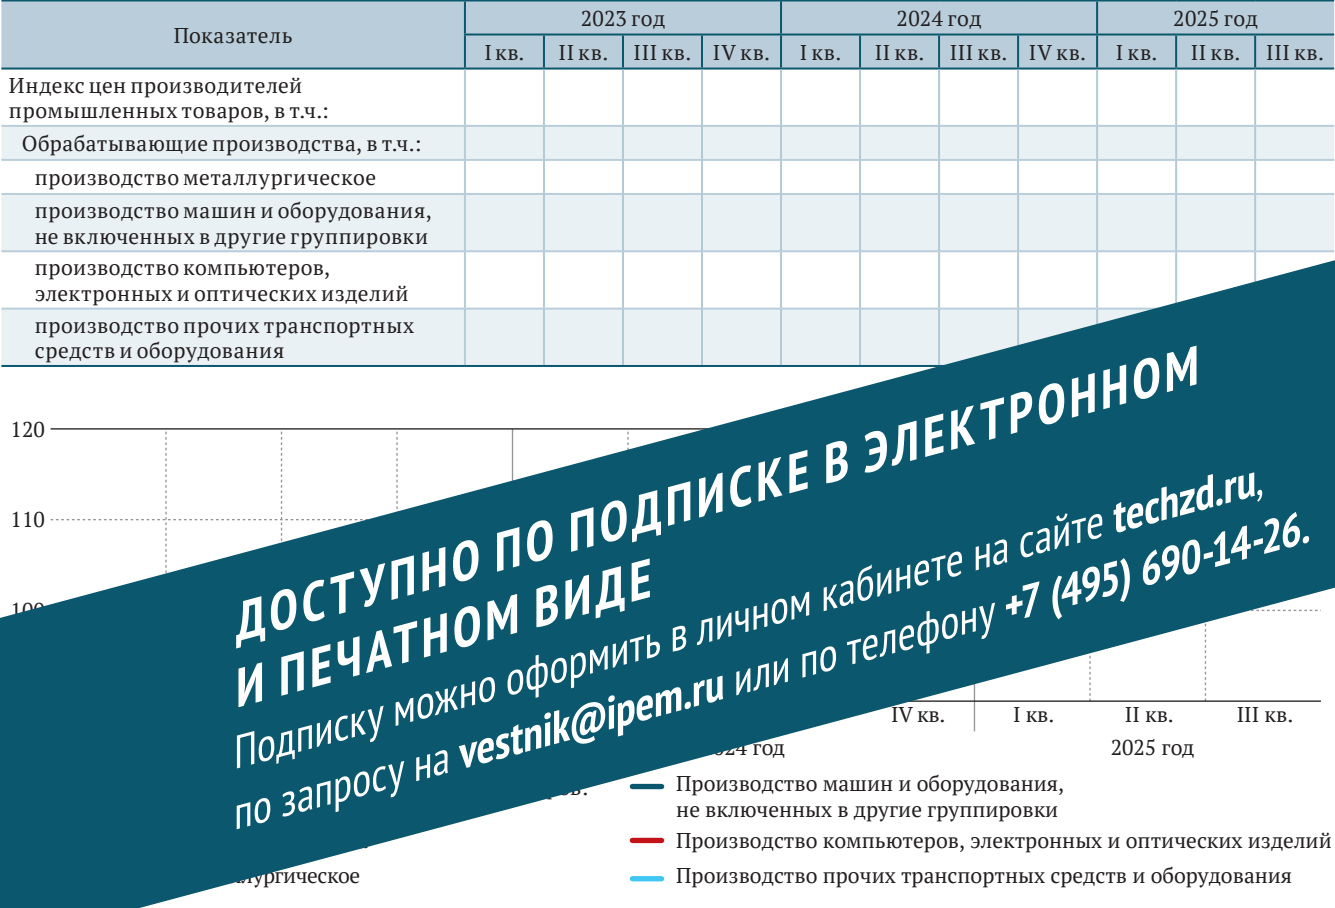 Показатель
2023 год 2024 год 2025 год
I кв. II кв. III кв. IV кв. I кв. II кв. III кв. IV кв. I кв. II кв. III кв.
Индекс цен производителей
промышленных товаров, в т.ч.:
Обрабатывающие производства, в т.ч.:
производство металлургическое
производство машин и оборудования,
не включенных в другие группировки
производство компьютеров,
электронных и оптических изделий
производство прочих транспортных
средств и оборудования
120
110
ДОСТУПНО ПО ПОДПИСКЕ В ЭЛЕКТРОННОМ
И ПЕЧАТНОМ ВИДЕ
Подписку можно оформить в личном кабинете на сайте techzd.ru,
по запросу на vestnik@ipem.ru или по телефону +7 (495) 690-14-26.
IV кв. I кв. II кв. III кв.
год 2025 год
Производство машин и оборудования,
не включенных в другие группировки
Производство компьютеров, электронных и оптических изделий
Производство прочих транспортных средств и оборудования